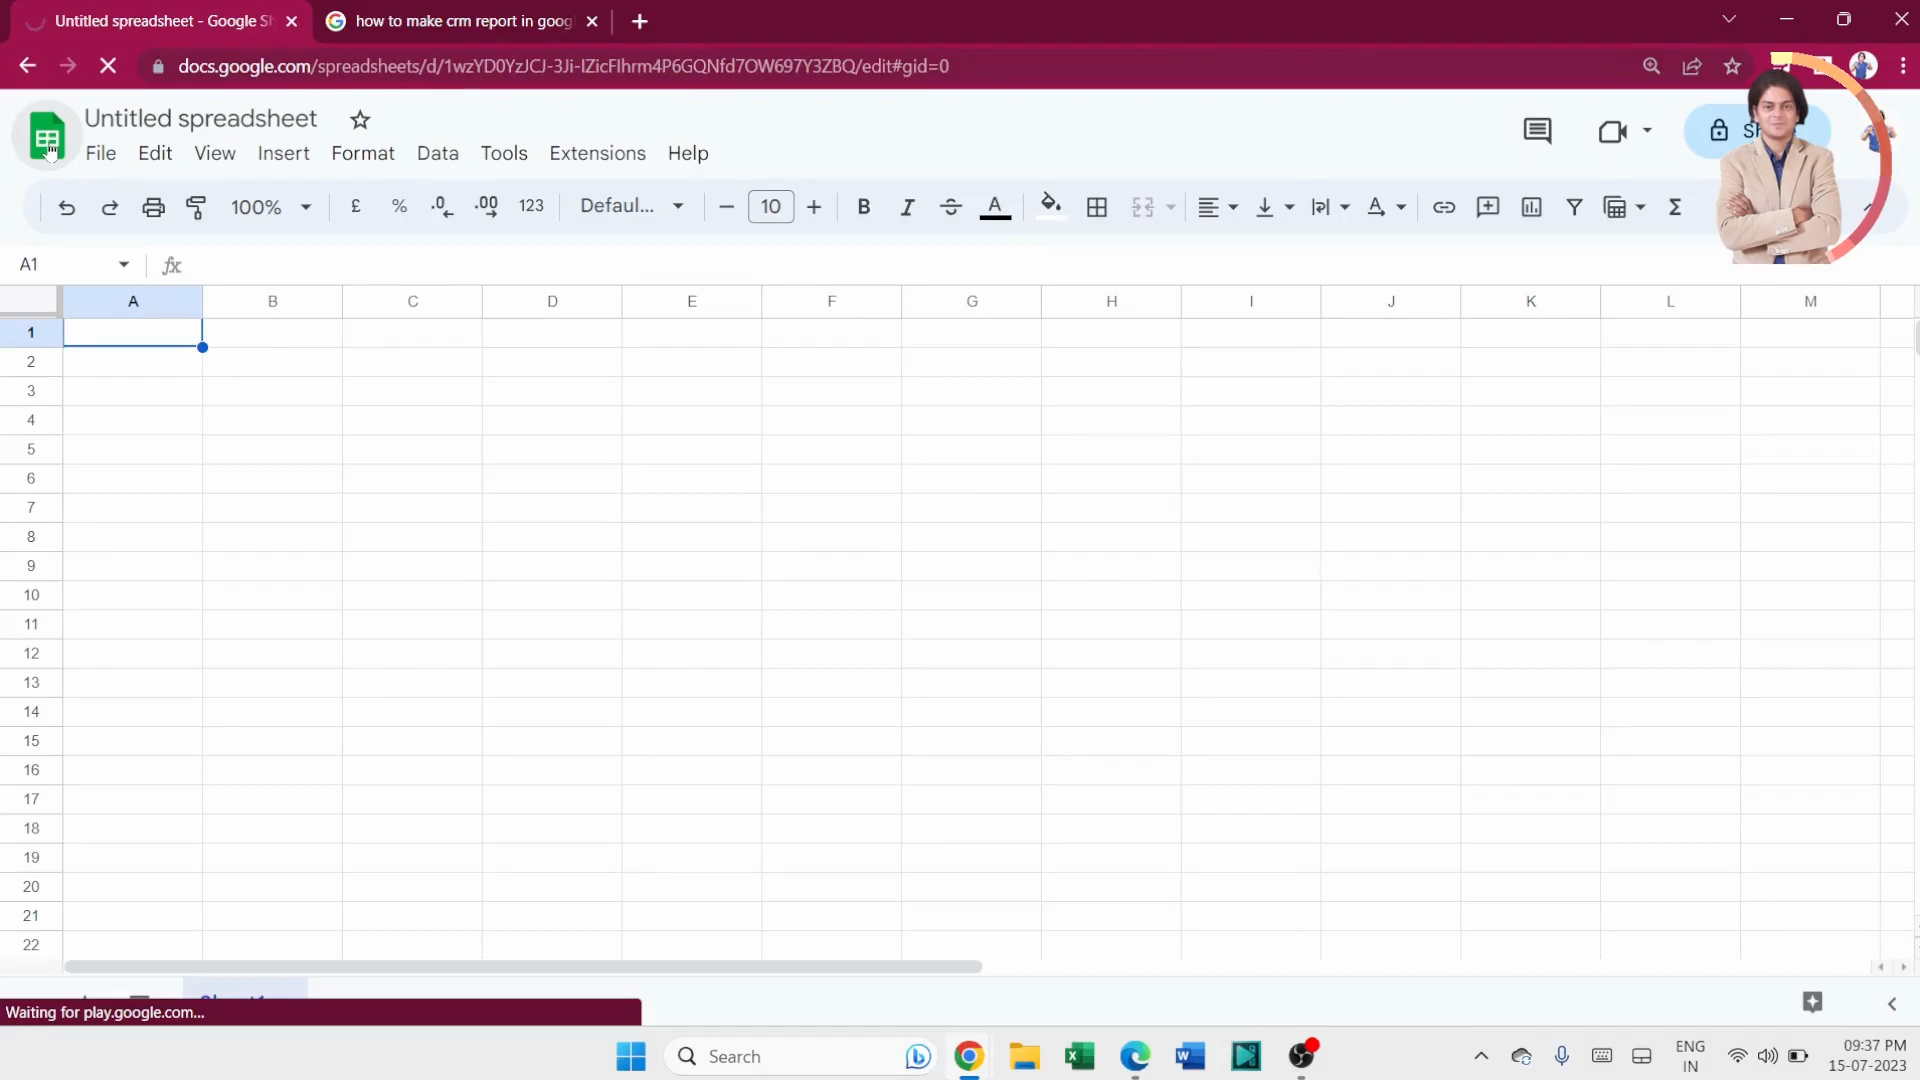 Untitled spreadsheet - Google Sh
how to make crm report in goog
docs.google.com/spreadsheets/d/1wzYD0YzJCJ-3Ji-IZicFIhrm4P6GQNfd7OW697Y3ZBQ/edit#gid=0
Untitled spreadsheet
File Edit View Insert Format Data Tools Extensions Help
100% £ % .0 .00 123 Defaul... 10 B I A Σ
A1 fx
A B C D E F G H I J K L M
1
2
3
4
5
6
7
8
9
10
11
12
13
14
15
16
17
18
19
20
21
22
Waiting for play.google.com...
Search
ENG
IN
09:37 PM
15-07-2023